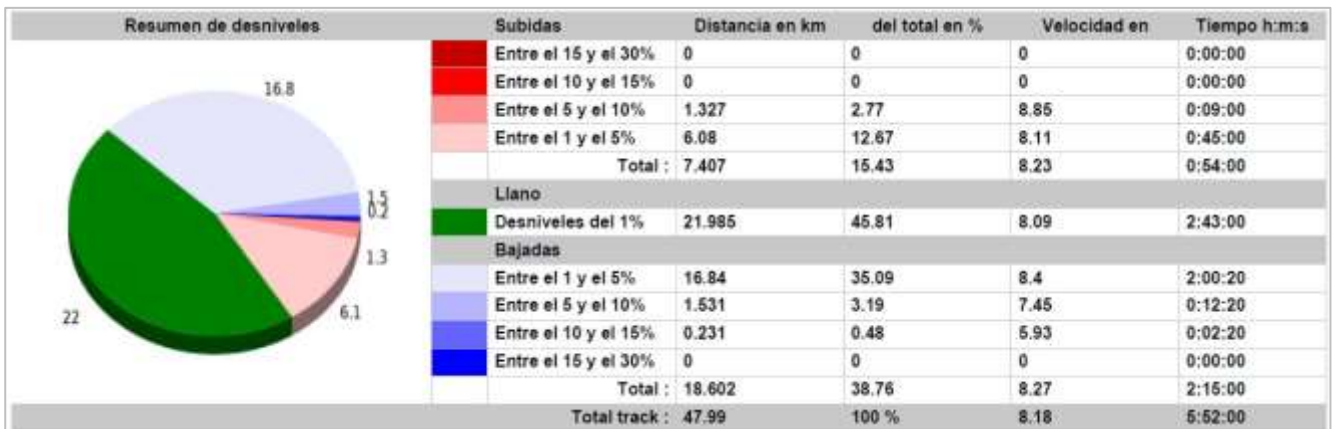 Resumen de desniveles Subidas Distancia en km del total en % Velocidad en Tiempo h:m:s
Entre el 15 y el 30% 0 0 0 0:00:00
Entre el 10 y el 15% 0 0 0 0:00:00
Entre el 5 y el 10% 1.327 2.77 8.85 0:09:00
Entre el 1 y el 5% 6.08 12.67 8.11 0:45:00
Total : 7.407 15.43 8.23 0:54:00
Llano
Desniveles del 1% 21.985 45.81 8.09 2:43:00
Bajadas
Entre el 1 y el 5% 16.84 35.09 8.4 2:00:20
Entre el 5 y el 10% 1.531 3.19 7.45 0:12:20
Entre el 10 y el 15% 0.231 0.48 5.93 0:02:20
Entre el 15 y el 30% 0 0 0 0:00:00
Total : 18.602 38.76 8.27 2:15:00
Total track : 47.99 100 % 8.18 5:52:00
16.8
1.5
0.2
1.3
6.1
22